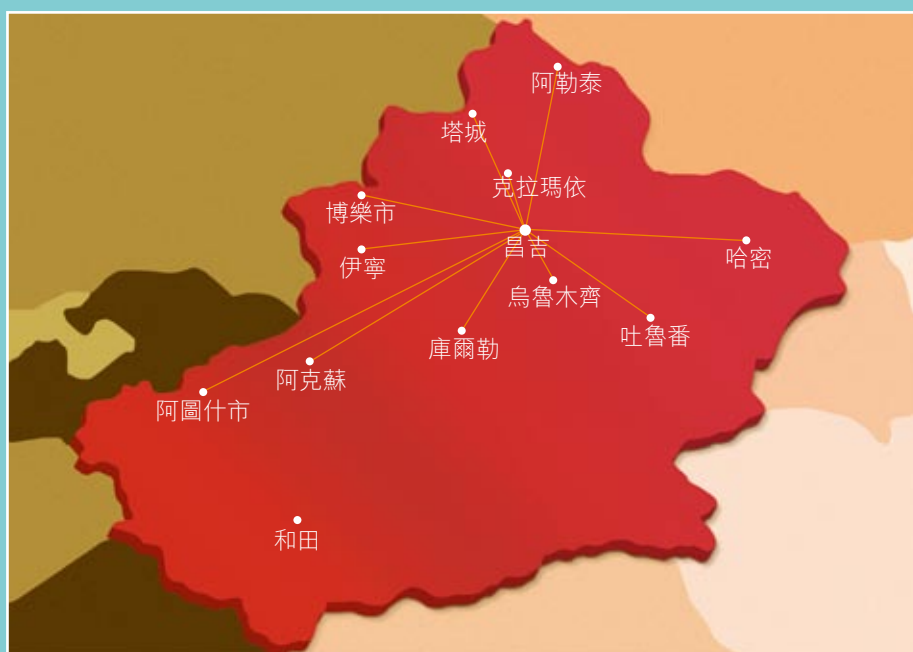 阿勒泰
塔城
克拉瑪依
博樂市
昌吉
哈密
伊寧
烏魯木齊
吐魯番
庫爾勒
阿克蘇
阿圖什市
和田